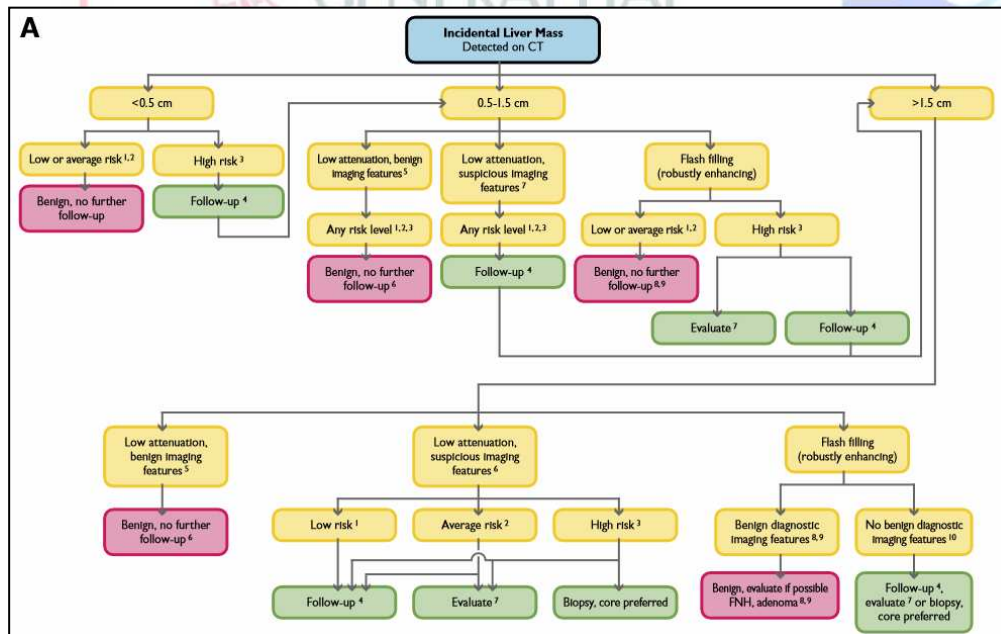 A
Incidental Liver Mass
Detected on CT
<0.5 cm
0.5-1.5 cm
>1.5 cm
Low or average risk 1,2
High risk 3
Low attenuation, benign
imaging features 5
Low attenuation,
suspicious imaging
features 7
Flash filling
(robustly enhancing)
Benign, no further
follow-up
Follow-up 4
Any risk level 1,2,3
Any risk level 1,2,3
Low or average risk 1,2
High risk 3
Benign, no further
follow-up 6
Follow-up 4
Benign, no further
follow-up 8,9
Evaluate 7
Follow-up 4
Low attenuation,
benign imaging
features 5
Low attenuation,
suspicious imaging
features 6
Flash filling
(robustly enhancing)
Benign, no further
follow-up 6
Low risk 1
Average risk 2
High risk 3
Benign diagnostic
imaging features 8,9
No benign diagnostic
imaging features 10
Follow-up 4
Evaluate 7
Biopsy, core preferred
Benign, evaluate if possible
FNH, adenoma 8,9
Follow-up 4,
evaluate 7 or biopsy,
core preferred